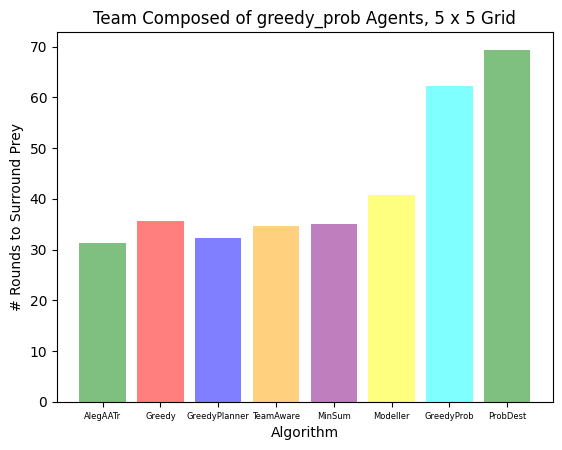 Team Composed of greedy_prob Agents, 5 x 5 Grid
# Rounds to Surround Prey
70
60
50
40
30
20
10
0
AlegAATr Greedy GreedyPlanner TeamAware MinSum Modeller GreedyProb ProbDest
Algorithm